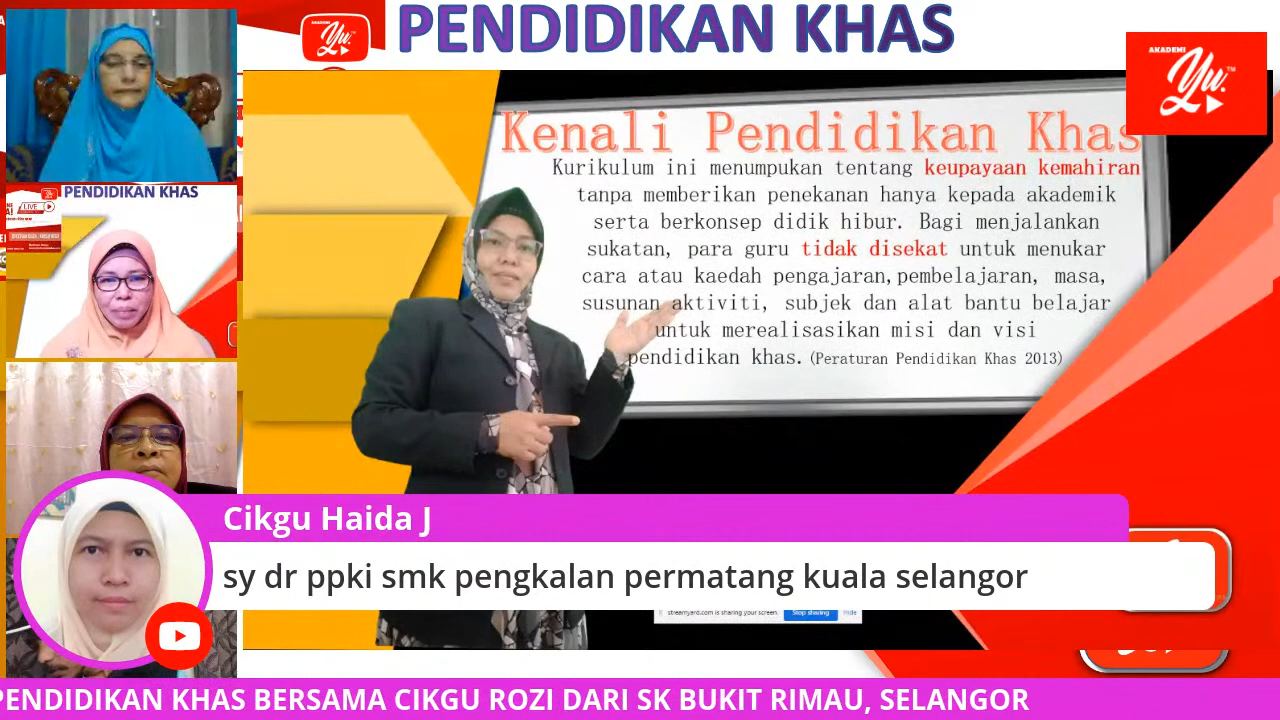 PENDIDIKAN KHAS
AKADEMI
Yu.
TM
AKADEMI
Yu.
PENDIDIKAN KHAS
LIVE
Kenali Pendidikan Khas
Kurikulum ini menumpukan tentang keupayaan kemahiran
tanpa memberikan penekanan hanya kepada akademik
serta berkonsep didik hibur. Bagi menjalankan
sukatan, para guru tidak disekat untuk menukar
cara atau kaedah pengajaran,pembelajaran, masa,
susunan aktiviti, subjek dan alat bantu belajar
untuk merealisasikan misi dan visi
pendidikan khas. (Peraturan Pendidikan Khas 2013)
Cikgu Haida J
sy dr ppki smk pengkalan permatang kuala selangor
streamyard.com is sharing your screen. Stop sharing Hide
PENDIDIKAN KHAS BERSAMA CIKGU ROZI DARI SK BUKIT RIMAU, SELANGOR